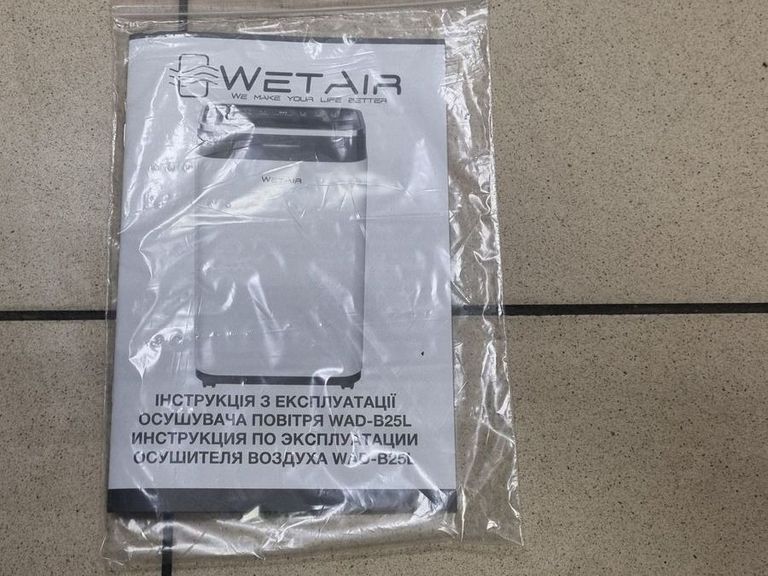 WETAIR
WE MAKE YOUR LIFE BETTER
WETAIR
ІНСТРУКЦІЯ З ЕКСПЛУАТАЦІЇ
ОСУШУВАЧА ПОВІТРЯ WAD-B25L
ИНСТРУКЦИЯ ПО ЭКСПЛУАТАЦИИ
ОСУШИТЕЛЯ ВОЗДУХА WAD-B25L